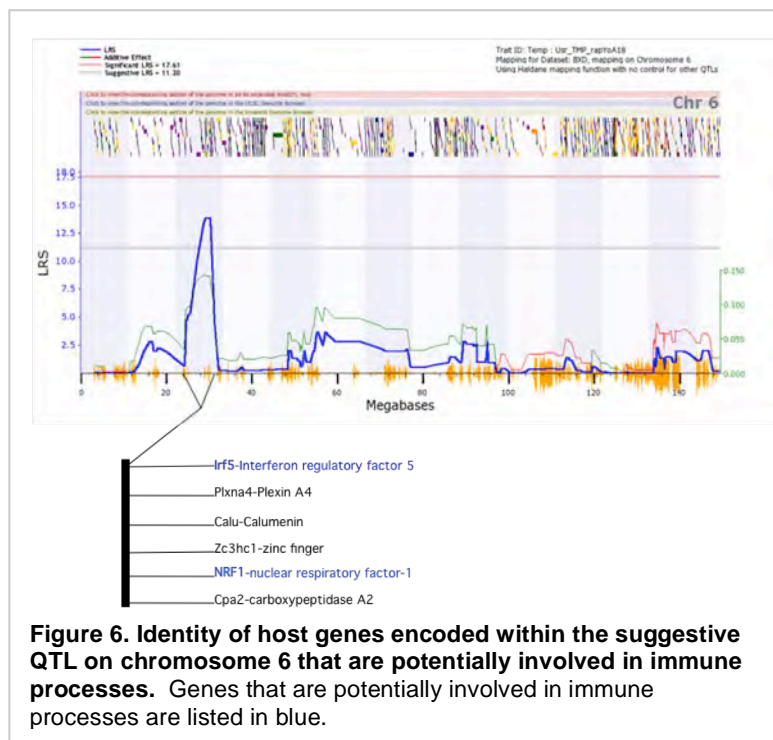 LRS
Additive Effect
Significant LRS = 17.61
Suggestive LRS = 11.20
Trait ID: Temp : Usr_TMP_rapYoA18
Mapping for Dataset: BXD, mapping on Chromosome 6
Using Haldane mapping function with no control for other QTLs
Chr 6
17.5
15.0
12.5
10.0
7.5
5.0
2.5
LRS
0.150
0.100
0.050
0.000
0 20 40 60 80 100 120 140
Megabases
Irf5-Interferon regulatory factor 5
Plxna4-Plexin A4
Calu-Calumenin
Zc3hc1-zinc finger
NRF1-nuclear respiratory factor-1
Cpa2-carboxypeptidase A2
Figure 6. Identity of host genes encoded within the suggestive
QTL on chromosome 6 that are potentially involved in immune
processes. Genes that are potentially involved in immune
processes are listed in blue.